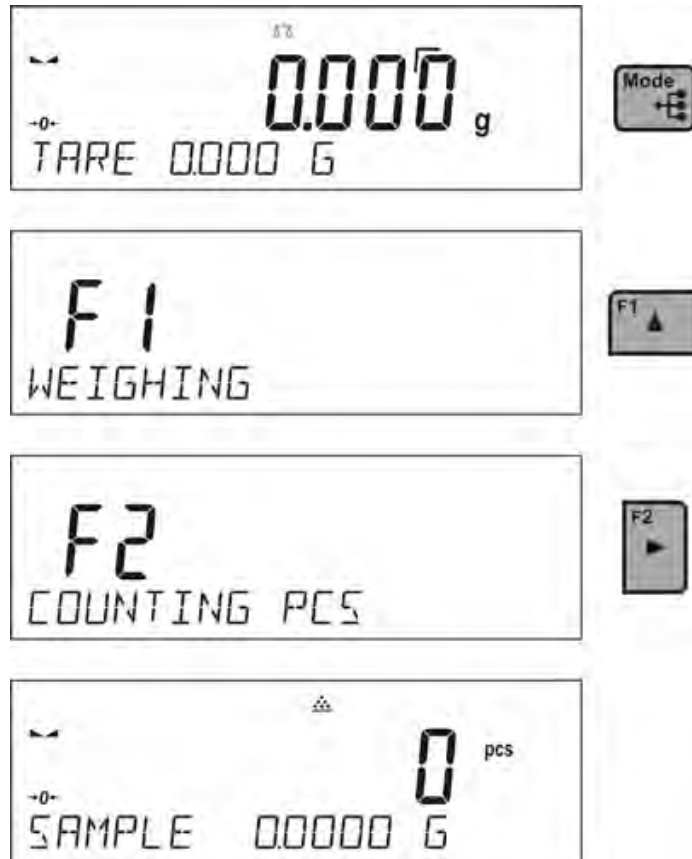 0.000 g
TARE 0.000 G
Mode
F1
WEIGHING
F1
F2
COUNTING PCS
F2
0 pcs
SAMPLE 0.0000 G